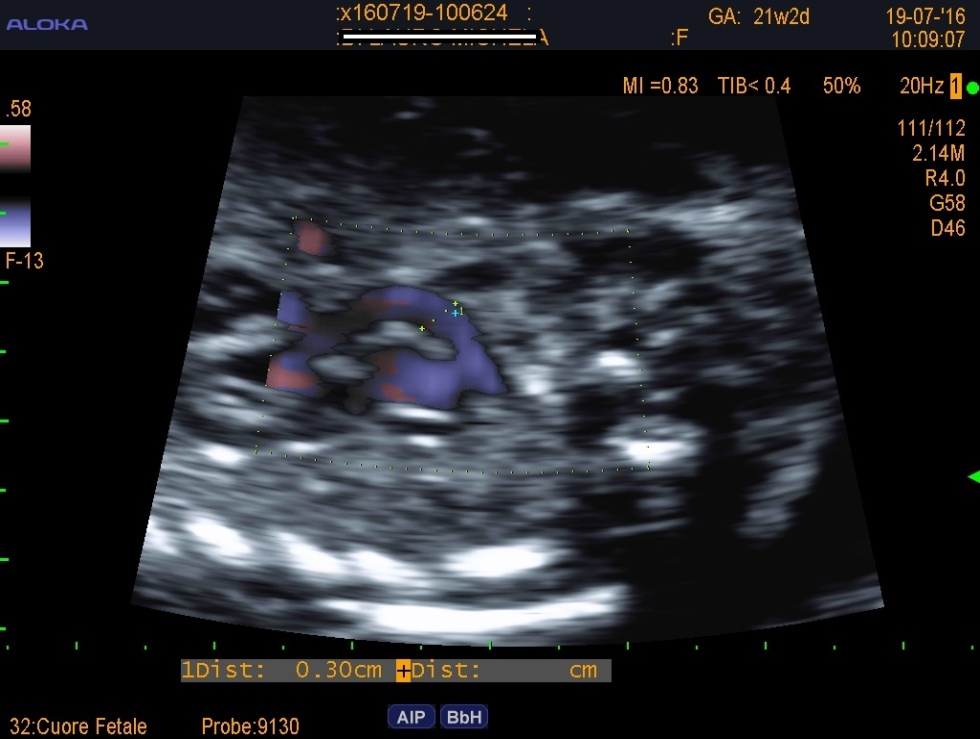 ALOKA
:x160719-100624 :
GA: 21w2d
19-07-'16
10:09:07
:F
MI =0.83 TIB< 0.4 50% 20Hz 1
.58
F-13
111/112
2.14M
R4.0
G58
D46
1
1Dist: 0.30cm +Dist: cm
AIP BbH
32:Cuore Fetale Probe:9130